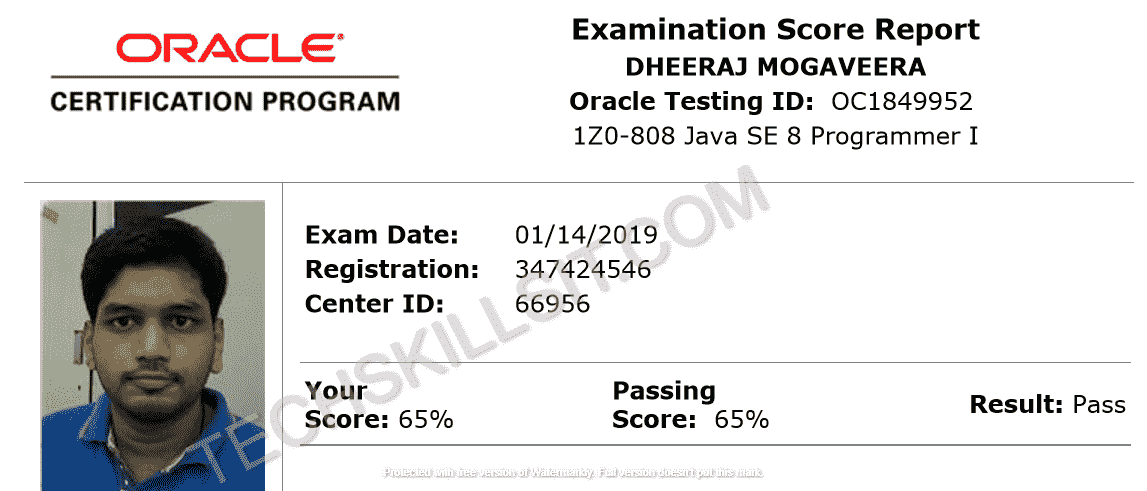 ORACLE
CERTIFICATION PROGRAM
Examination Score Report
DHEERAJ MOGAVEERA
Oracle Testing ID: OC1849952
1Z0-808 Java SE 8 Programmer I
Exam Date: 01/14/2019
Registration: 347424546
Center ID: 66956
Your Score: 65%
Passing Score: 65%
Result: Pass
TECHSKILLSIT.COM
Protected with free version of Watermarkly. Full version doesn't put this mark.